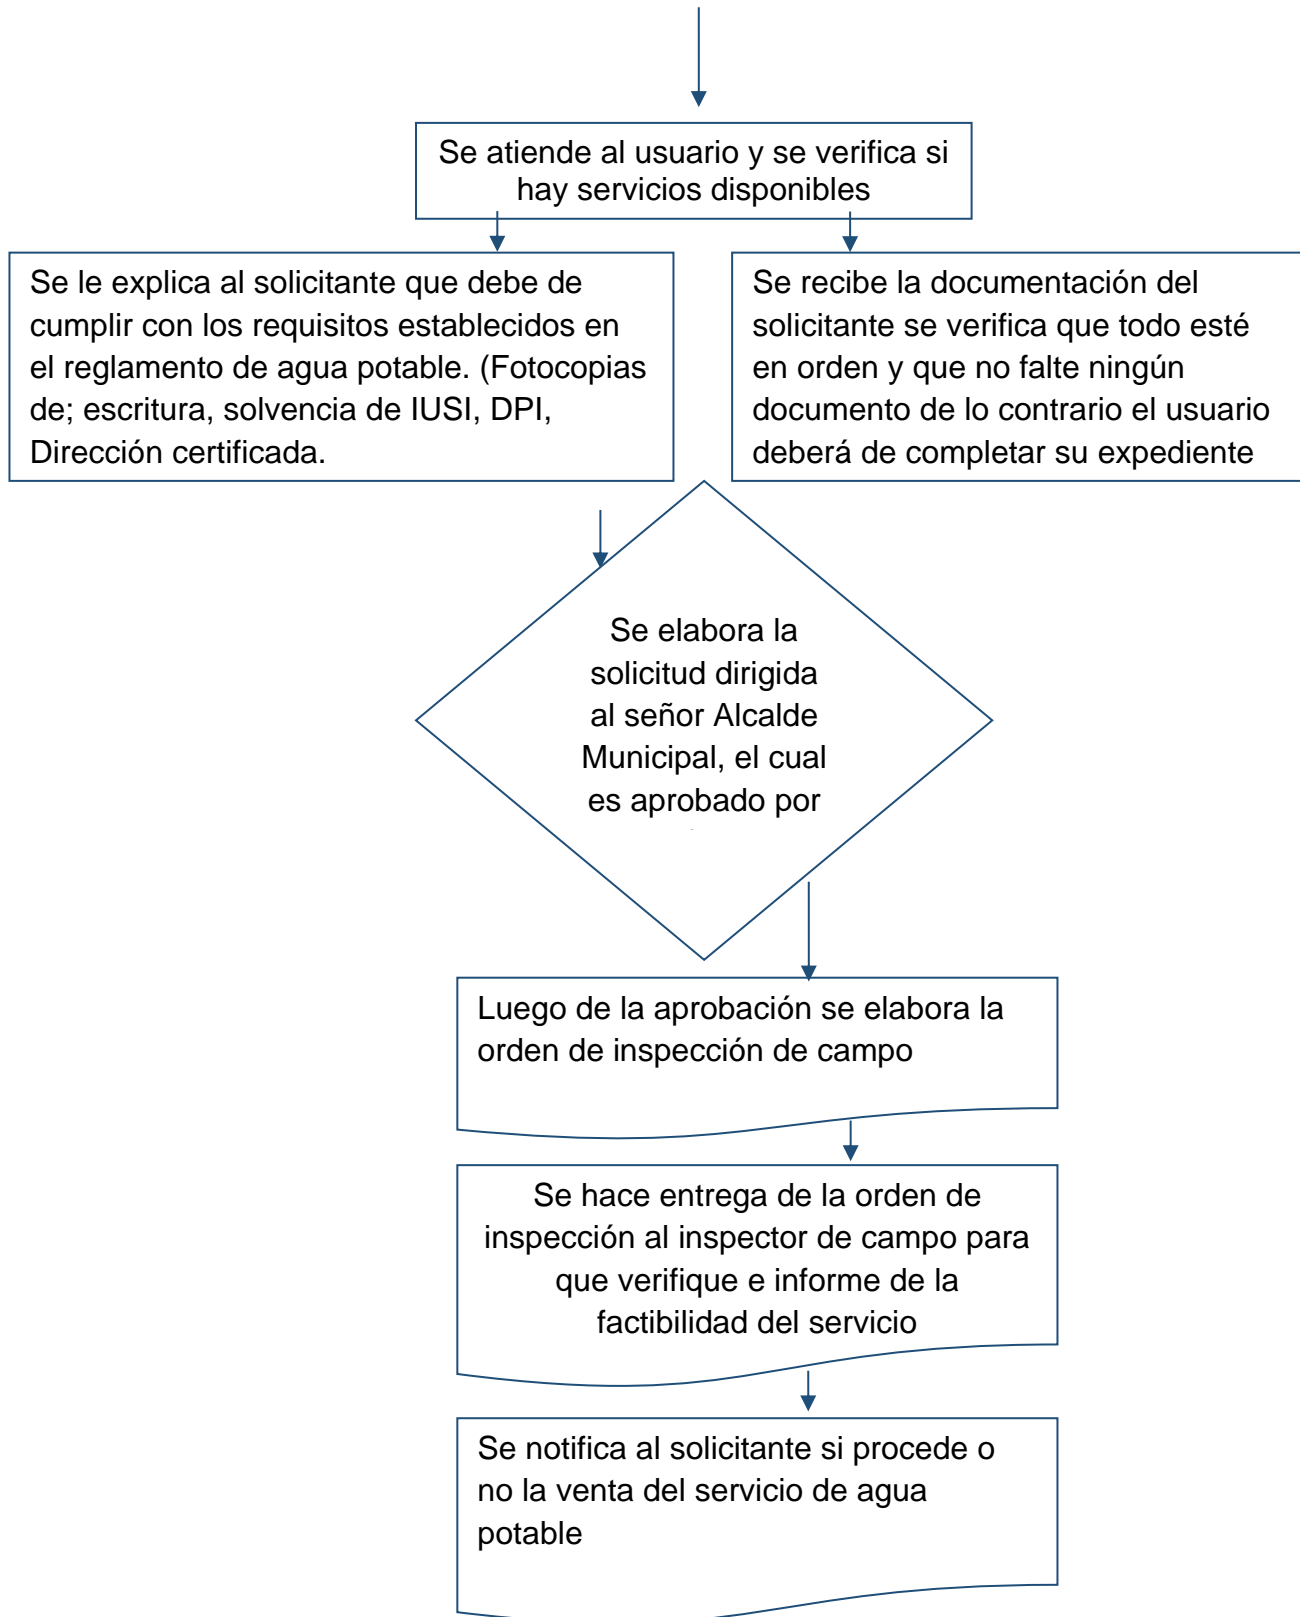 Se atiende al usuario y se verifica si
hay servicios disponibles
Se le explica al solicitante que debe de
cumplir con los requisitos establecidos en
el reglamento de agua potable. (Fotocopias
de; escritura, solvencia de IUSI, DPI,
Dirección certificada.
Se recibe la documentación del
solicitante se verifica que todo esté
en orden y que no falte ningún
documento de lo contrario el usuario
deberá de completar su expediente
Se elabora la
solicitud dirigida
al señor Alcalde
Municipal, el cual
es aprobado por
Luego de la aprobación se elabora la
orden de inspección de campo
Se hace entrega de la orden de
inspección al inspector de campo para
que verifique e informe de la
factibilidad del servicio
Se notifica al solicitante si procede o
no la venta del servicio de agua
potable